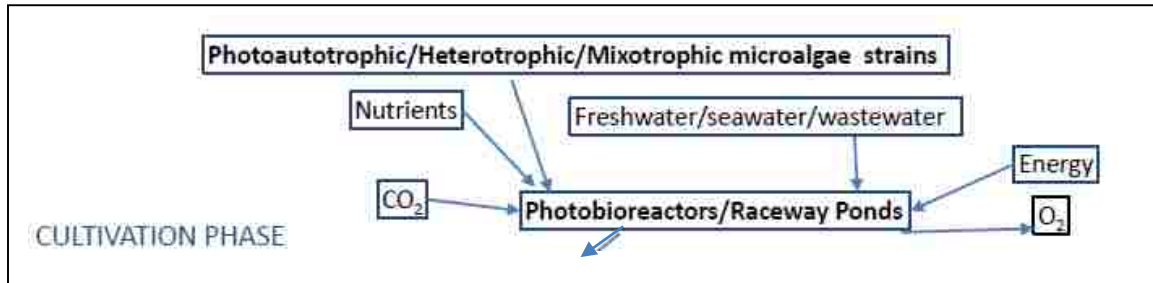 Photoautotrophic/Heterotrophic/Mixotrophic microalgae strains
Nutrients
Freshwater/seawater/wastewater
Energy
CO₂
Photobioreactors/Raceway Ponds
O₂
CULTIVATION PHASE